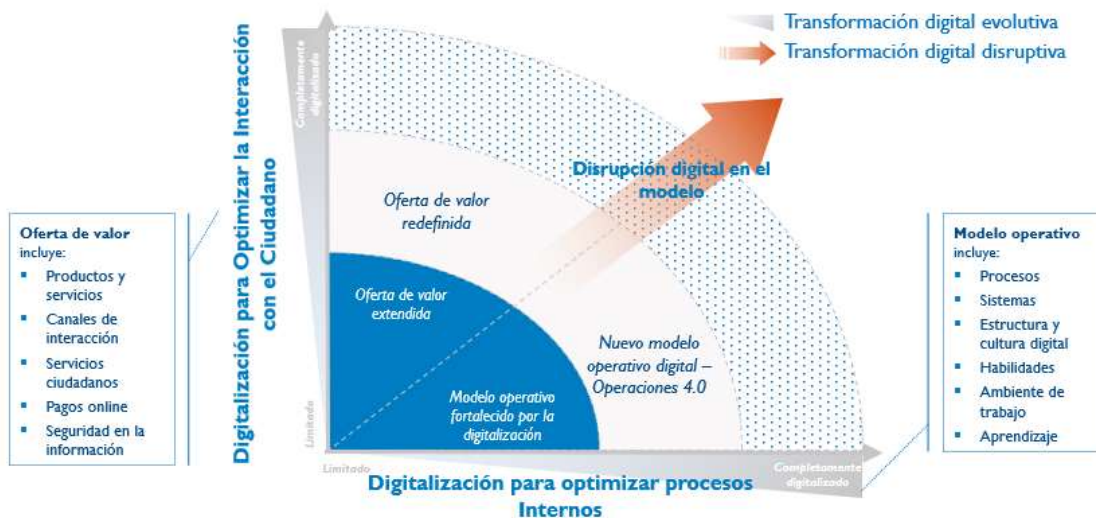 Transformación digital evolutiva
Transformación digital disruptiva
Digitalización para Optimizar la Interacción
con el Ciudadano
Completamente
digitalizado
Limitado
Disrupción digital en el
modelo
Oferta de valor
redefinida
Oferta de valor
extendida
Nuevo modelo
operativo digital –
Operaciones 4.0
Modelo operativo
fortalecido por la
digitalización
Oferta de valor
incluye:
▪ Productos y
servicios
▪ Canales de
interacción
▪ Servicios
ciudadanos
▪ Pagos online
▪ Seguridad en la
información
Modelo operativo
incluye:
▪ Procesos
▪ Sistemas
▪ Estructura y
cultura digital
▪ Habilidades
▪ Ambiente de
trabajo
▪ Aprendizaje
Limitado
Completamente
digitalizado
Digitalización para optimizar procesos
Internos